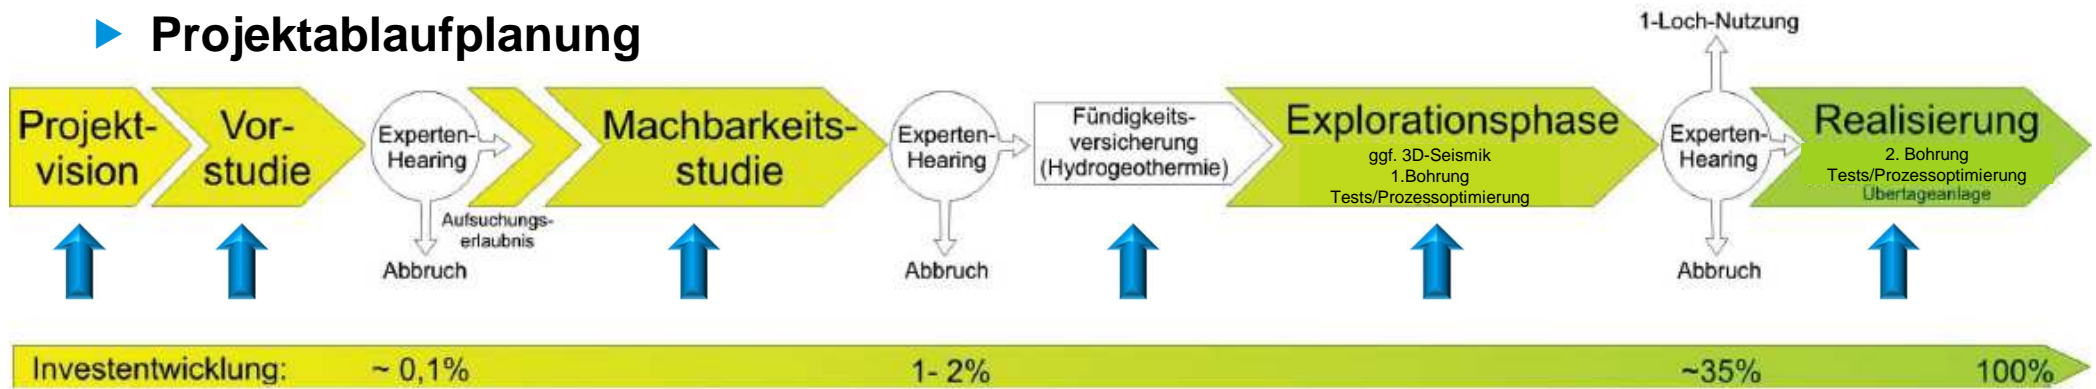 Projektablaufplanung
1-Loch-Nutzung
Projekt-
vision
Vor-
studie
Experten-
Hearing
Abbruch
Aufsuchungs-
erlaubnis
Machbarkeits-
studie
Experten-
Hearing
Abbruch
Fündigkeits-
versicherung
(Hydrogeothermie)
Explorationsphase
ggf. 3D-Seismik
1.Bohrung
Tests/Prozessoptimierung
Experten-
Hearing
Abbruch
Realisierung
2. Bohrung
Tests/Prozessoptimierung
Übertageanlage
Investentwicklung: ~ 0,1% 1- 2% ~35% 100%